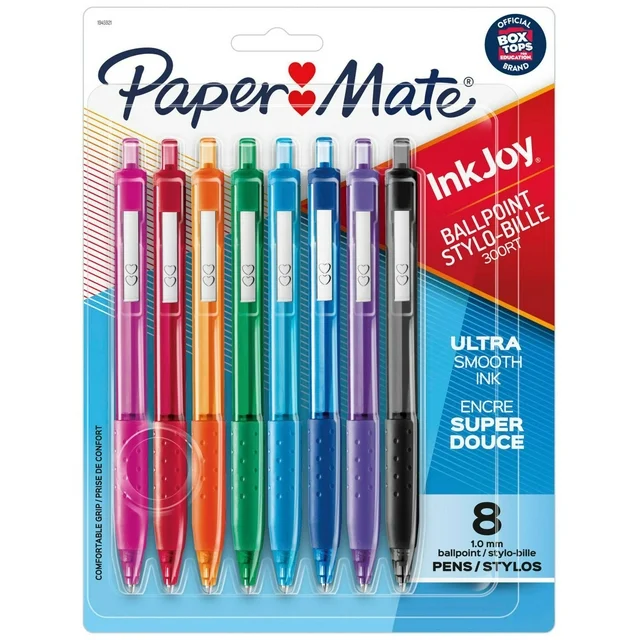 1945921
OFFICIAL
BOX
TOPS
FOR
EDUCATION
BRAND
Paper Mate®
InkJoy®
BALLPOINT
STYLO-BILLE
300RT
ULTRA
SMOOTH
INK
ENCRE
SUPER
DOUCE
COMFORTABLE GRIP / PRISE DE CONFORT
8
1.0 mm
ballpoint / stylo-bille
PENS / STYLOS